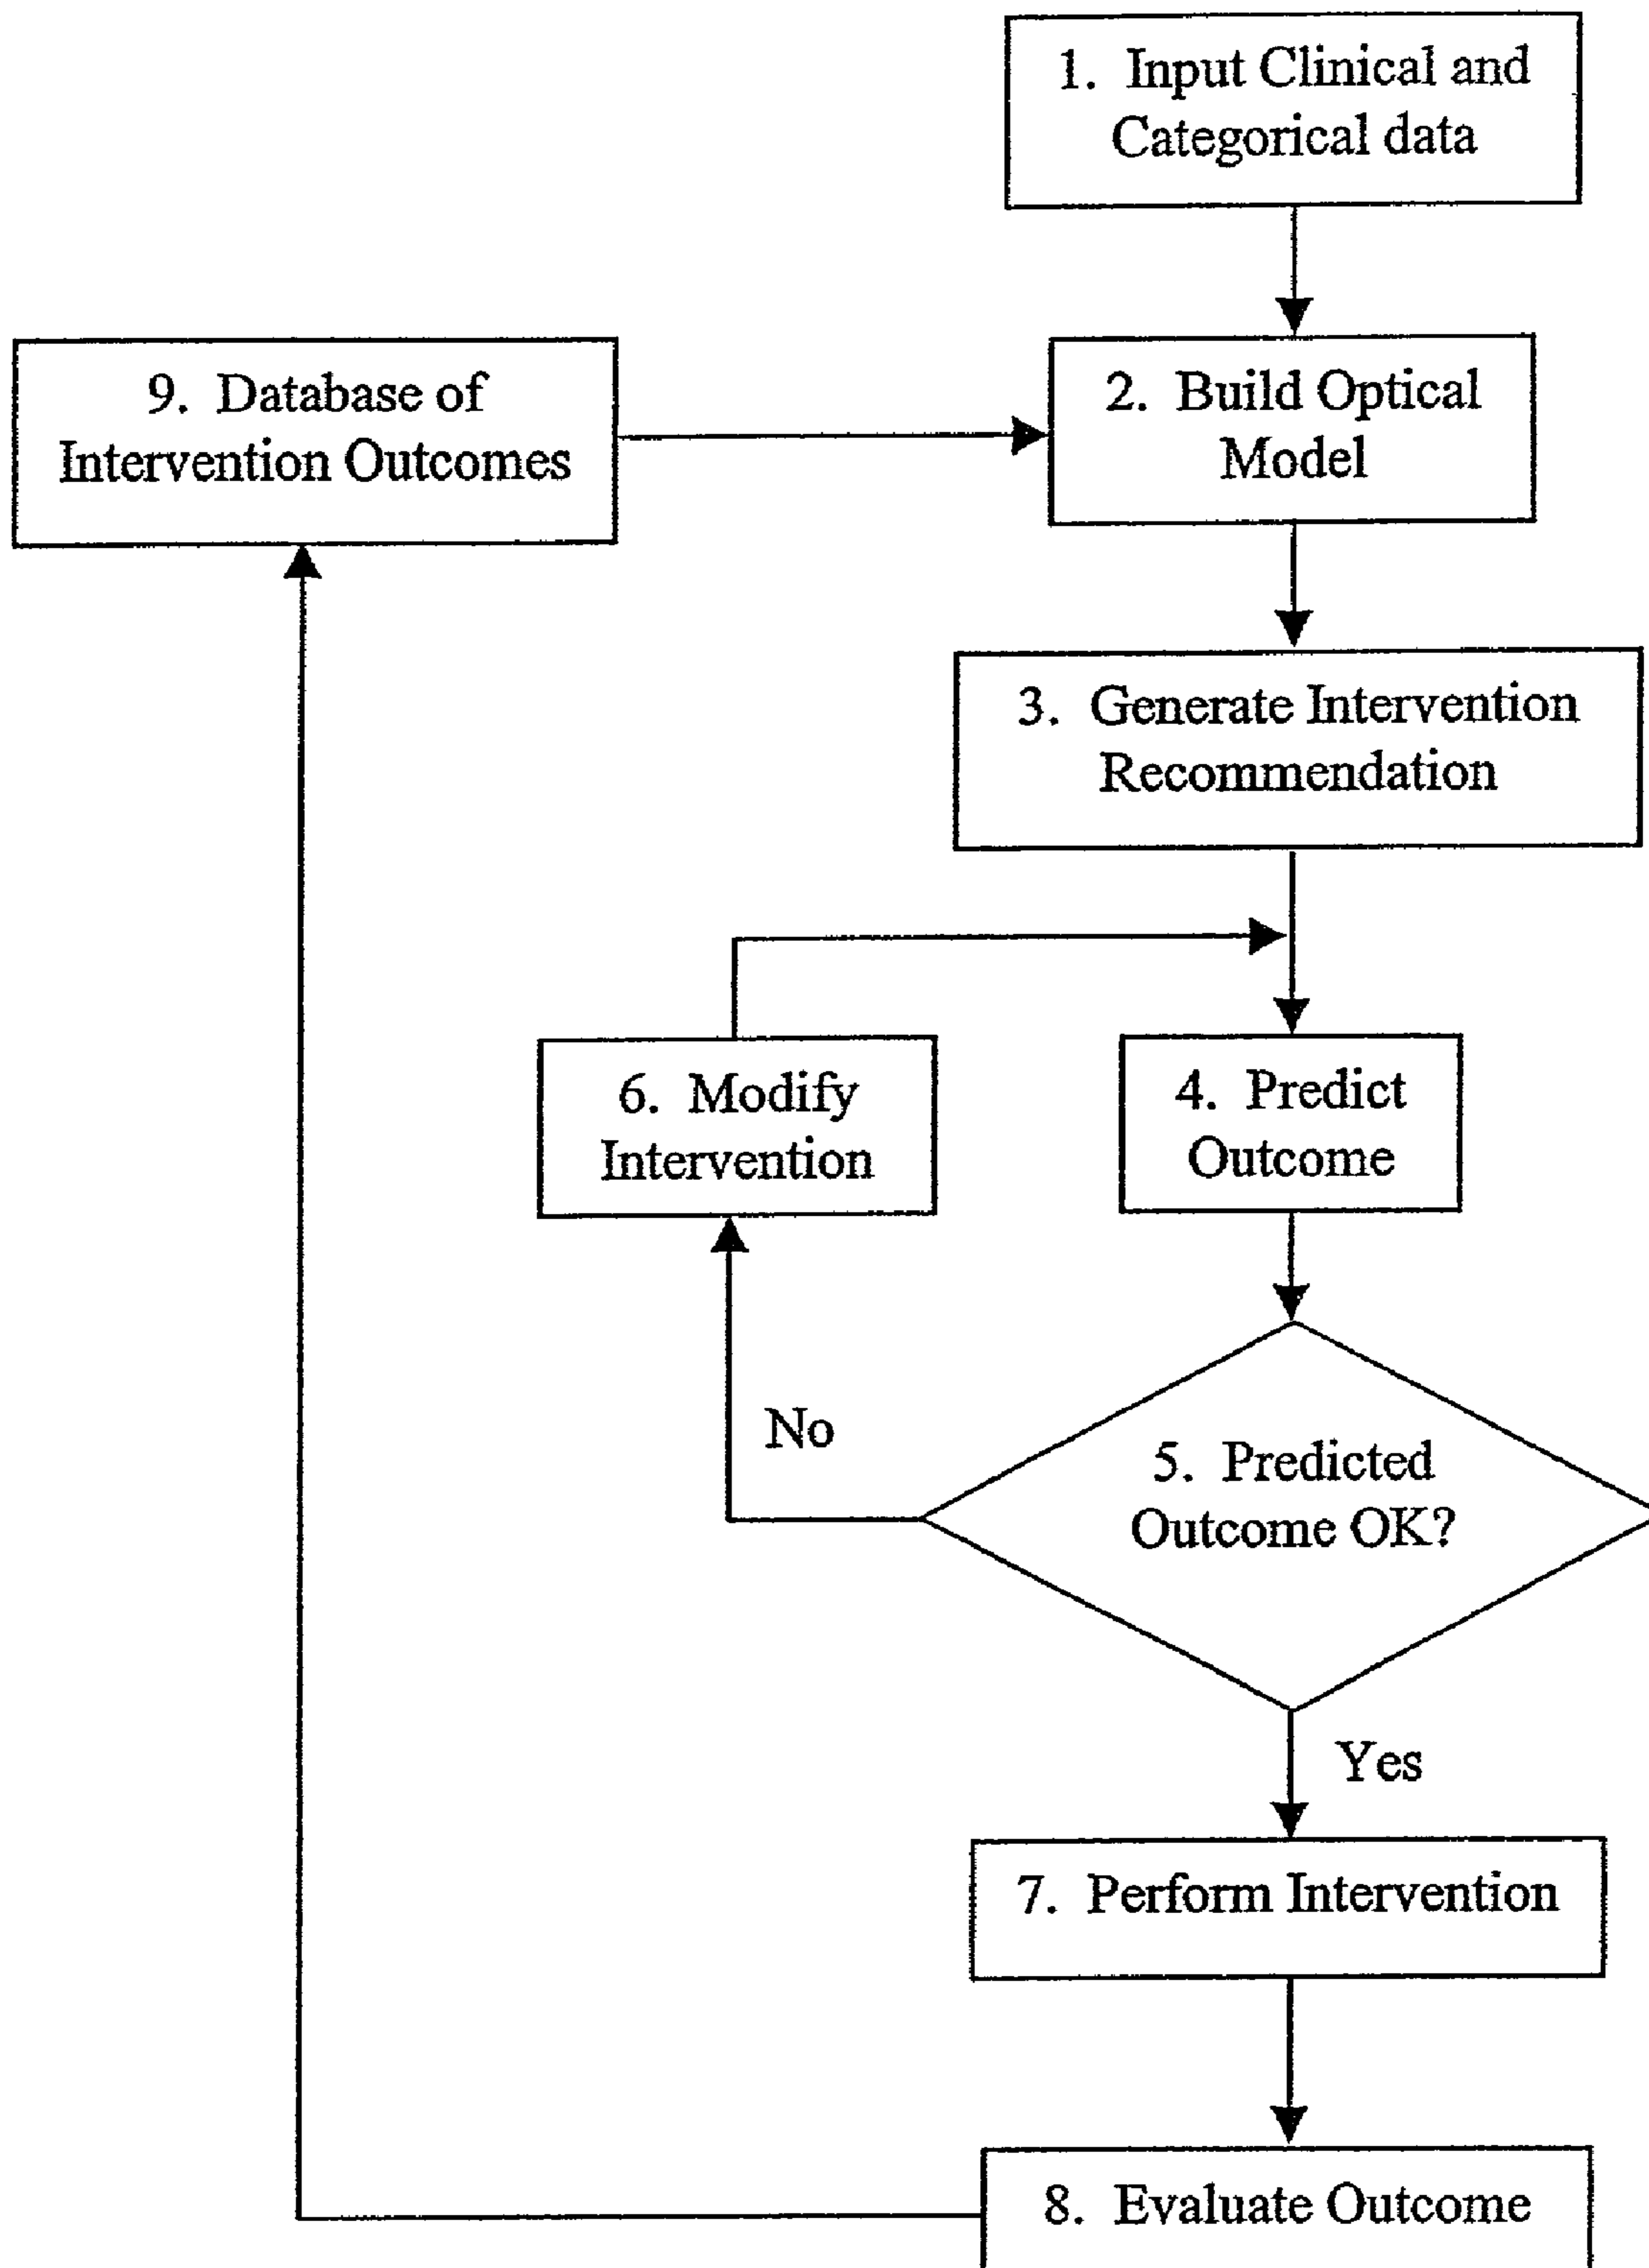 1. Input Clinical and
Categorical data
9. Database of
Intervention Outcomes
2. Build Optical
Model
3. Generate Intervention
Recommendation
6. Modify
Intervention
4. Predict
Outcome
No
5. Predicted
Outcome OK?
Yes
7. Perform Intervention
8. Evaluate Outcome